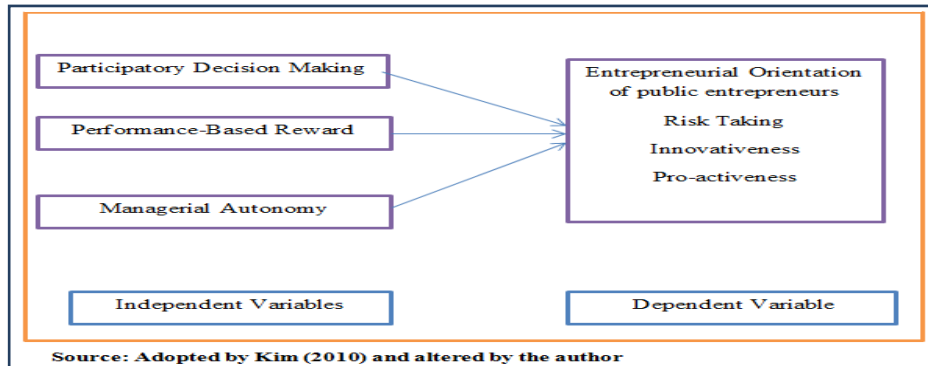 Participatory Decision Making
Performance-Based Reward
Managerial Autonomy
Entrepreneurial Orientation
of public entrepreneurs
Risk Taking
Innovativeness
Pro-activeness
Independent Variables
Dependent Variable
Source: Adopted by Kim (2010) and altered by the author